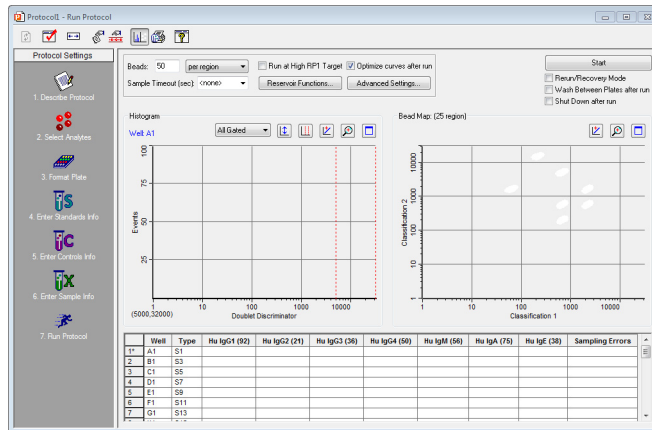 Protocol1 - Run Protocol
Protocol Settings
1. Describe Protocol
2. Select Analytes
3. Format Plate
4. Enter Standards Info
5. Enter Controls Info
6. Enter Sample Info
7. Run Protocol
Beads: 50 per region Run at High RP1 Target Optimize curves after run
Sample Timeout (sec): <none> Reservoir Functions... Advanced Settings...
Start
Rerun/Recovery Mode
Wash Between Plates after run
Shut Down after run
Histogram
Well: A1 All Gated
100
75
50
25
Events
1 10 100 1000 10000
(5000,32000) Doublet Discriminator
Bead Map: (25 region)
10000
1000
100
10
1
Classification 2
1 10 100 1000 10000
Classification 1
Well Type Hu IgG1 (92) Hu IgG2 (21) Hu IgG3 (36) Hu IgG4 (50) Hu IgM (56) Hu IgA (75) Hu IgE (38) Sampling Errors
1* A1 S1
2 B1 S3
3 C1 S5
4 D1 S7
5 E1 S9
6 F1 S11
7 G1 S13